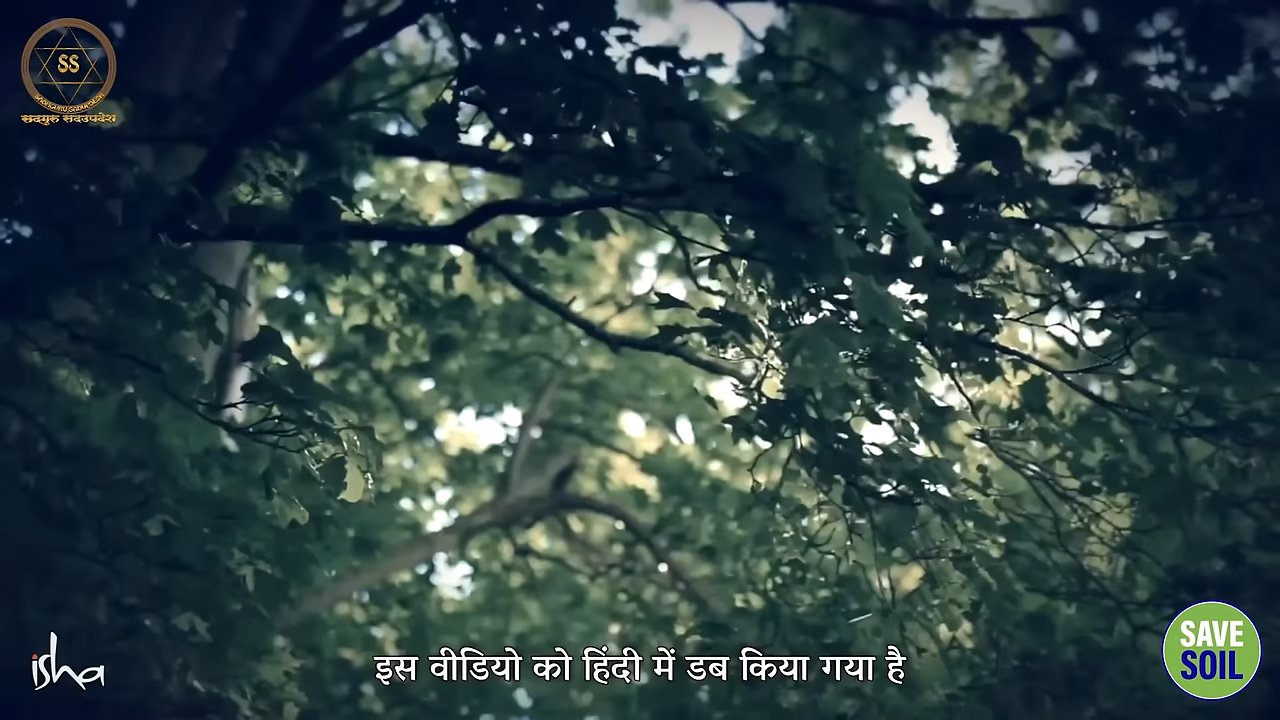 SS
सद्गुरु सदउपदेश
isha
इस वीडियो को हिंदी में डब किया गया है
SAVE
SOIL